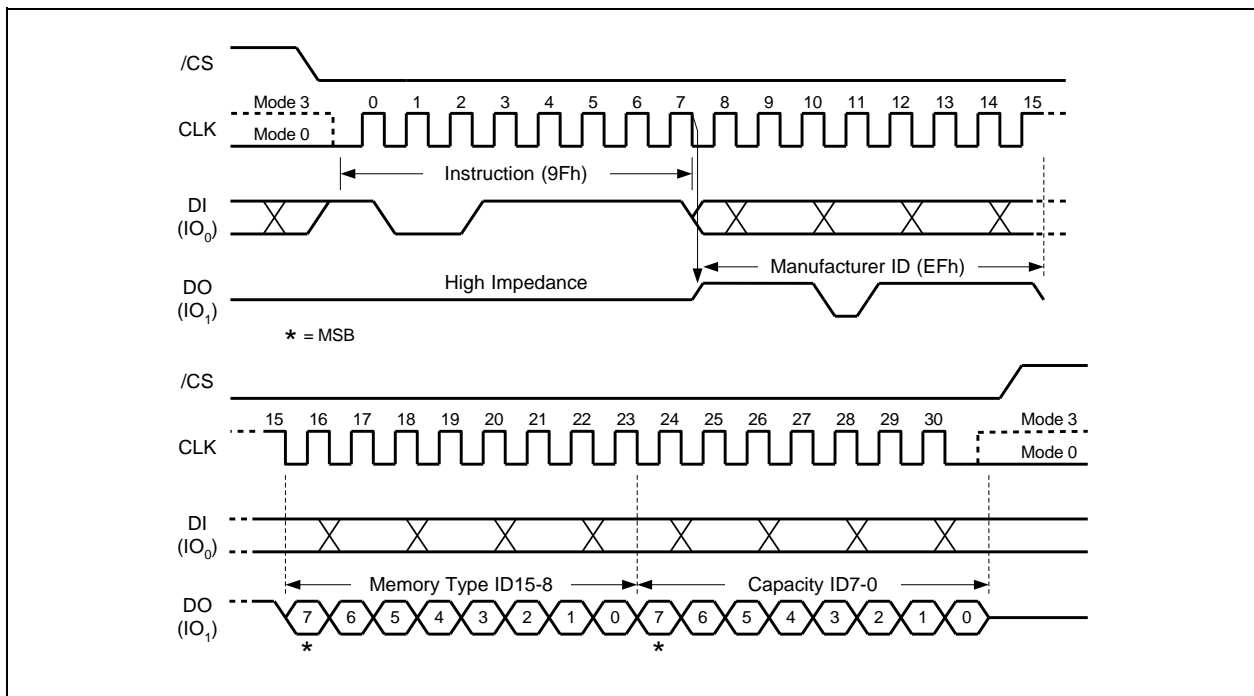 /CS
Mode 3
0 1 2 3 4 5 6 7 8 9 10 11 12 13 14 15
CLK
Mode 0
Instruction (9Fh)
DI
(IO0)
Manufacturer ID (EFh)
High Impedance
DO
(IO1)
* = MSB
/CS
15 16 17 18 19 20 21 22 23 24 25 26 27 28 29 30
Mode 3
CLK
Mode 0
DI
(IO0)
Memory Type ID15-8 Capacity ID7-0
DO
(IO1)
7 6 5 4 3 2 1 0 7 6 5 4 3 2 1 0
* *